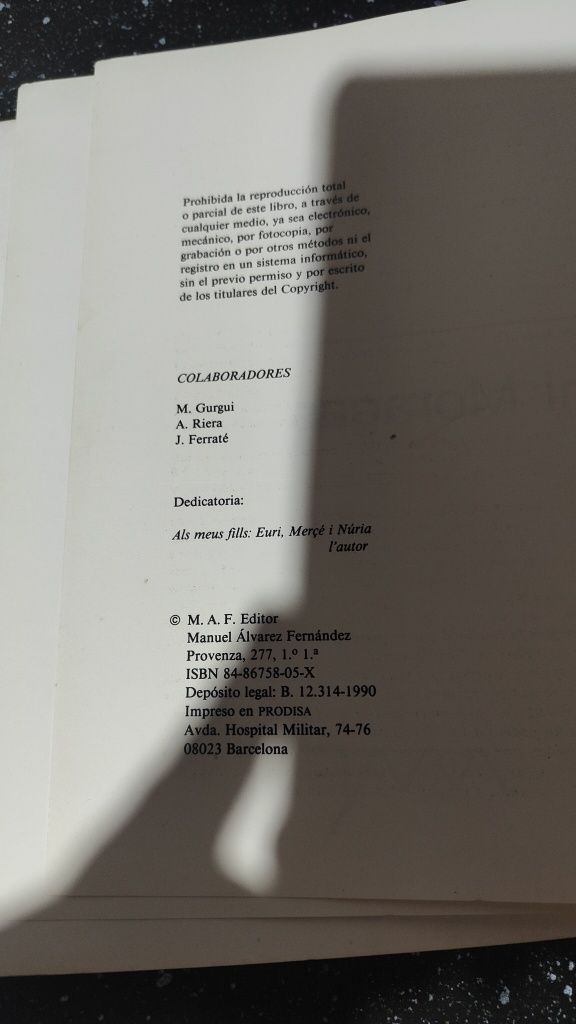 Prohibida la reproducción total
o parcial de este libro, a través de
cualquier medio, ya sea electrónico,
mecánico, por fotocopia, por
grabación o por otros métodos ni el
registro en un sistema informático,
sin el previo permiso y por escrito
de los titulares del Copyright.
COLABORADORES
M. Gurgui
A. Riera
J. Ferraté
Dedicatoria:
Als meus fills: Euri, Merçé i Núria
l'autor
© M. A. F. Editor
Manuel Álvarez Fernández
Provenza, 277, 1.º 1.ª
ISBN 84-86758-05-X
Depósito legal: B. 12.314-1990
Impreso en PRODISA
Avda. Hospital Militar, 74-76
08023 Barcelona